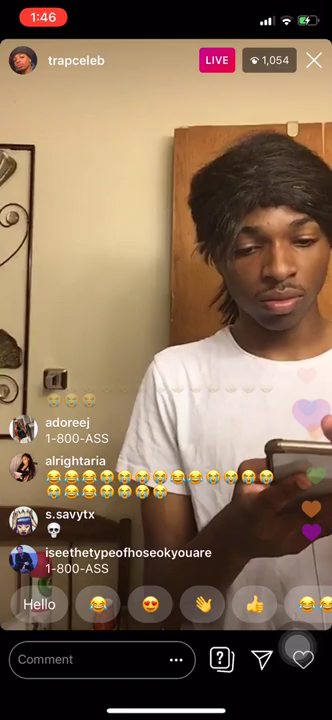 1:46
trapceleb
LIVE
1,054
😭😭😭
adoreej
1-800-ASS
alrightaria
😂😂😂😭😭😭😭😂😂😭😭😭😭
😭😂😂😭😭😭😭
s.savytx
💀
iseethetypeofhoseokyouare
1-800-ASS
Hello
Comment